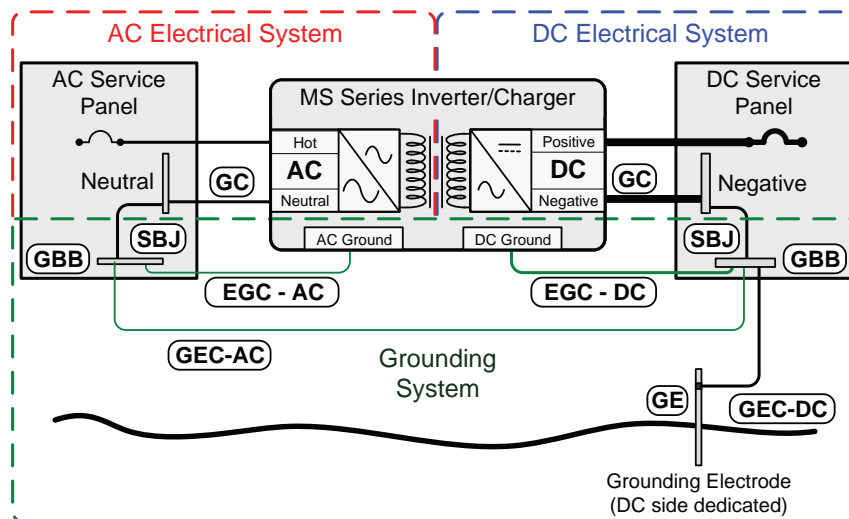 AC Electrical System
DC Electrical System
AC Service
Panel
MS Series Inverter/Charger
DC Service
Panel
Hot
AC
Neutral
Positive
DC
Negative
Neutral
GC
GC
Negative
SBJ
SBJ
GBB
GBB
AC Ground
DC Ground
EGC - AC
EGC - DC
GEC-AC
Grounding
System
GE
GEC-DC
Grounding Electrode
(DC side dedicated)